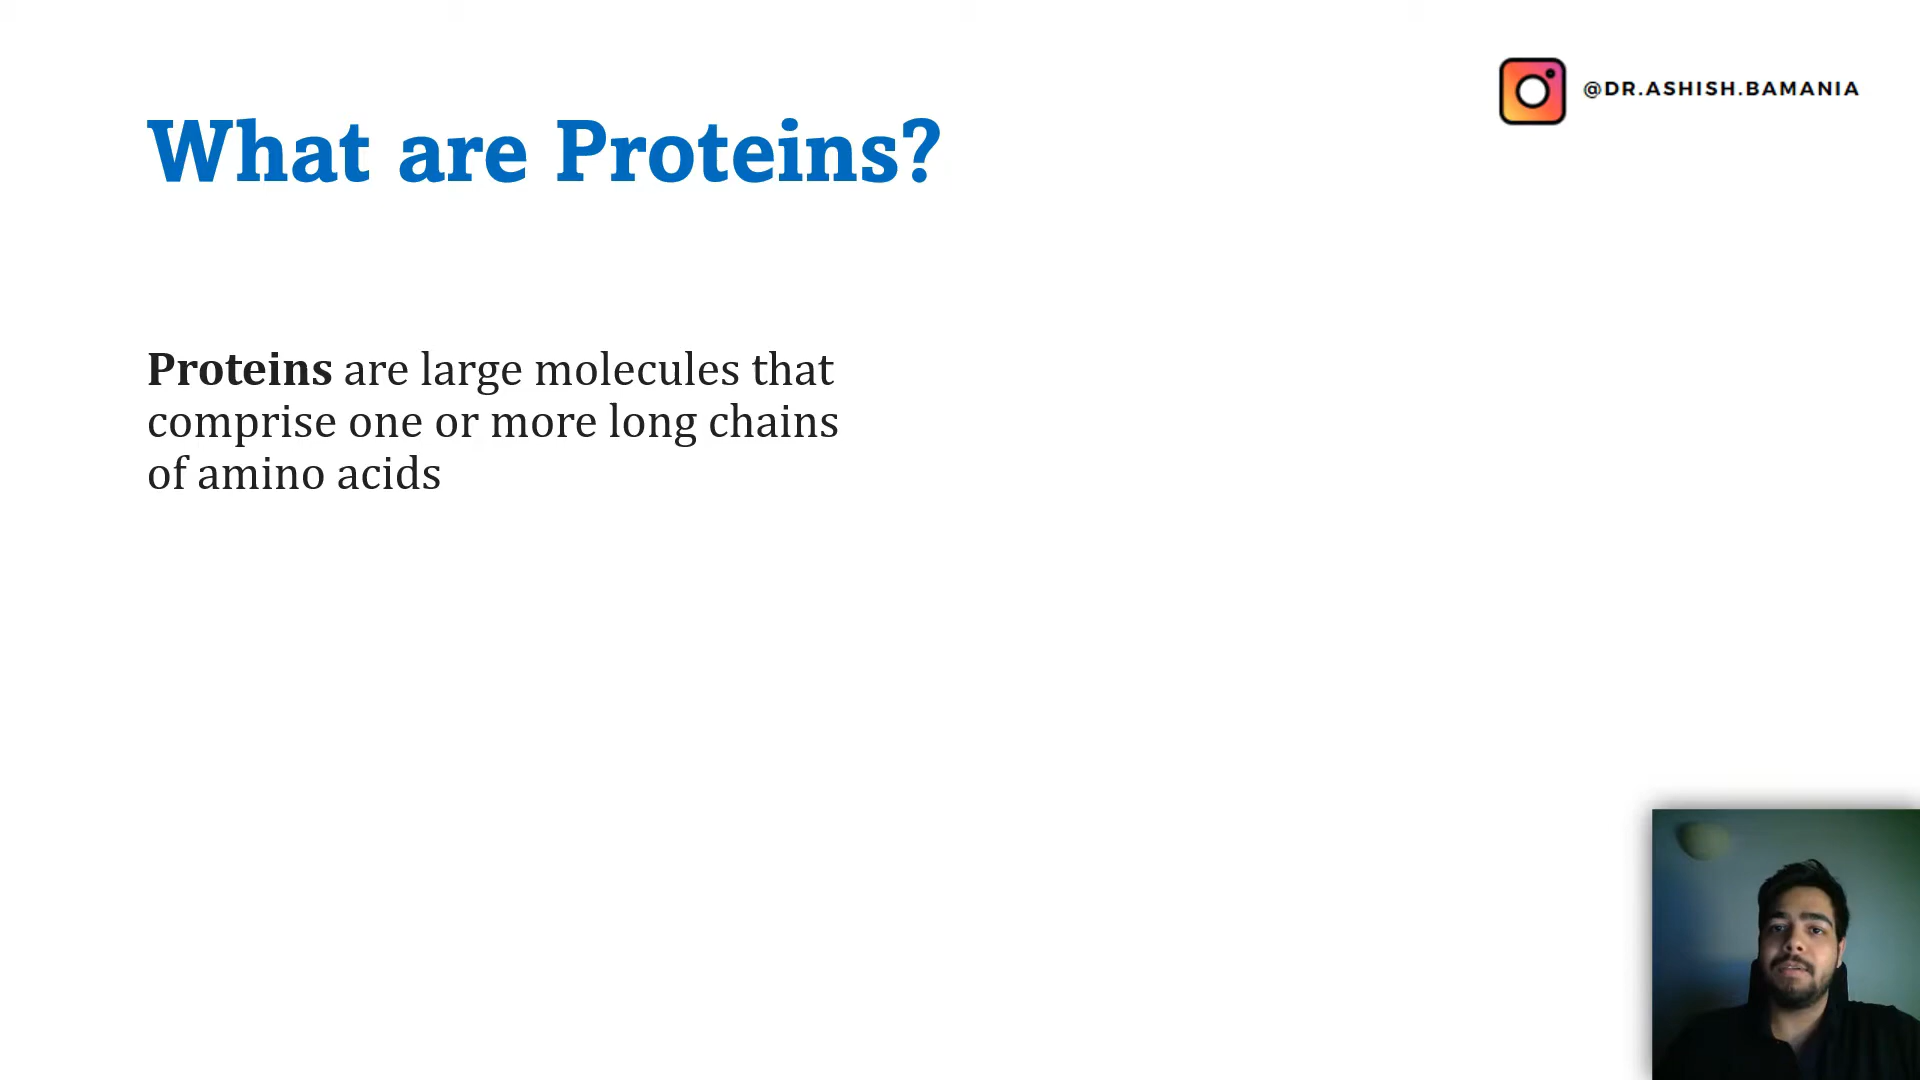 @DR.ASHISH.BAMANIA
What are Proteins?
Proteins are large molecules that
comprise one or more long chains
of amino acids